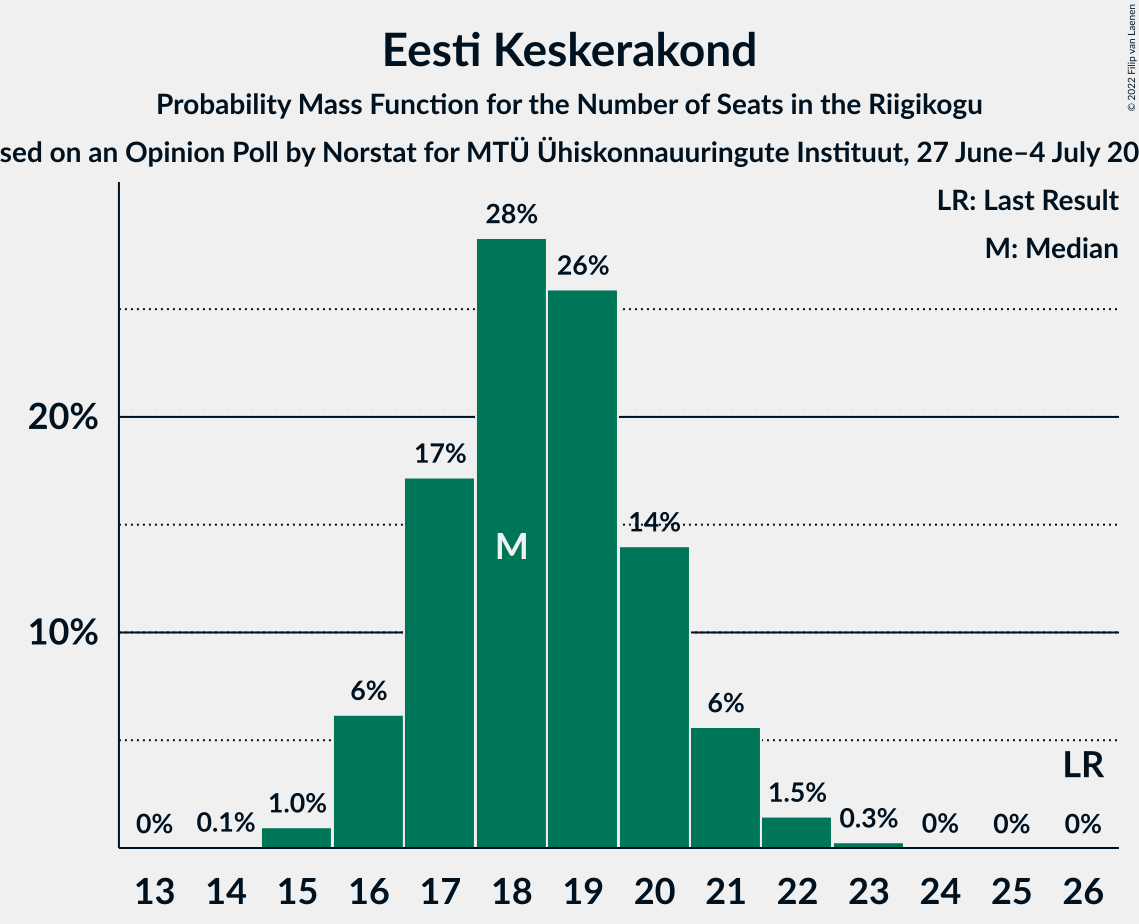 Eesti Keskerakond
Probability Mass Function for the Number of Seats in the Riigikogu
sed on an Opinion Poll by Norstat for MTÜ Ühiskonnauuringute Instituut, 27 June–4 July 20
© 2022 Filip van Laenen
LR: Last Result
M: Median
28%
26%
20%
17%
14%
M
10%
6%
6%
LR
0%
0.1%
1.0%
1.5%
0.3%
0%
0%
0%
13 14 15 16 17 18 19 20 21 22 23 24 25 26